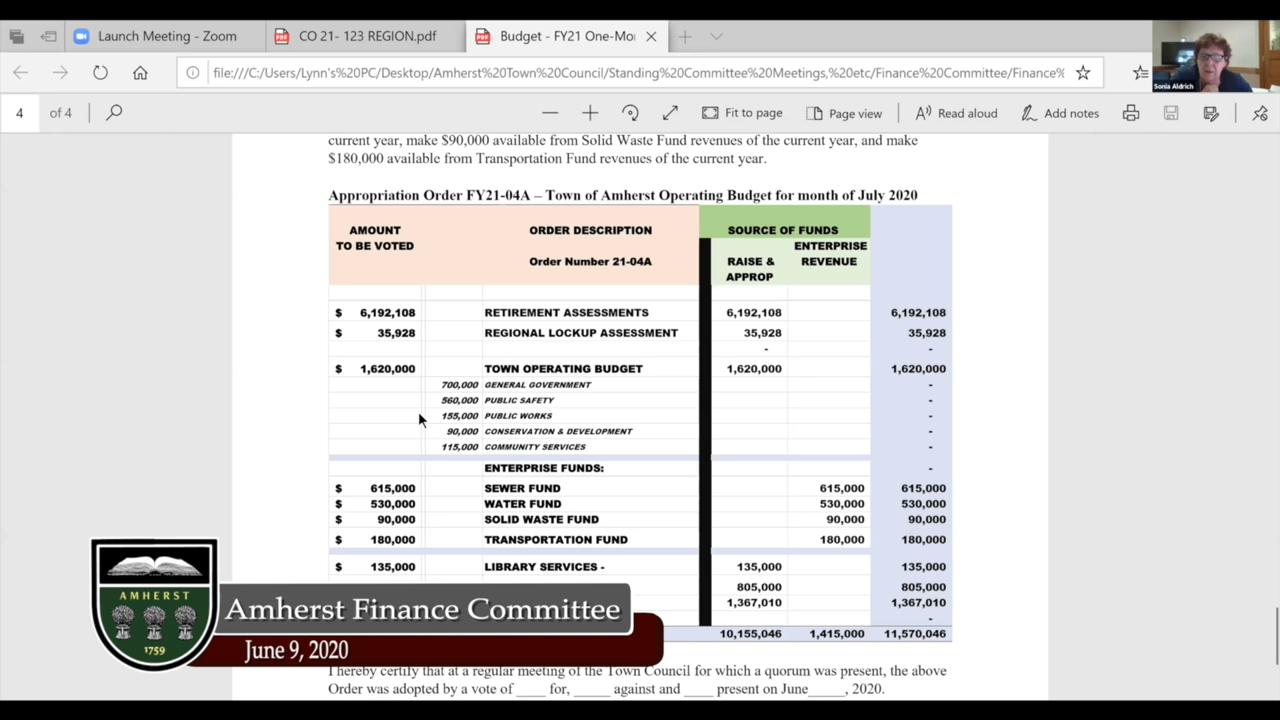 Launch Meeting - Zoom
CO 21- 123 REGION.pdf
Budget - FY21 One-Mo
Sonia Aldrich
file:///C:/Users/Lynn's%20PC/Desktop/Amherst%20Town%20Council/Standing%20Committee%20Meetings,%20etc/Finance%20Committee/Finance%
4 of 4
Fit to page
Page view
Read aloud
Add notes
current year, make $90,000 available from Solid Waste Fund revenues of the current year, and make
$180,000 available from Transportation Fund revenues of the current year.
Appropriation Order FY21-04A – Town of Amherst Operating Budget for month of July 2020
AMOUNT ORDER DESCRIPTION SOURCE OF FUNDS
TO BE VOTED ENTERPRISE
Order Number 21-04A RAISE & REVENUE
APPROP
$ 6,192,108 RETIREMENT ASSESSMENTS 6,192,108 6,192,108
$ 35,928 REGIONAL LOCKUP ASSESSMENT 35,928 35,928
- -
$ 1,620,000 TOWN OPERATING BUDGET 1,620,000 1,620,000
700,000 GENERAL GOVERNMENT -
560,000 PUBLIC SAFETY -
155,000 PUBLIC WORKS -
90,000 CONSERVATION & DEVELOPMENT -
115,000 COMMUNITY SERVICES -
ENTERPRISE FUNDS: -
$ 615,000 SEWER FUND 615,000 615,000
$ 530,000 WATER FUND 530,000 530,000
$ 90,000 SOLID WASTE FUND 90,000 90,000
$ 180,000 TRANSPORTATION FUND 180,000 180,000
$ 135,000 LIBRARY SERVICES - 135,000 135,000
805,000 805,000
1,367,010 1,367,010
-
10,155,046 1,415,000 11,570,046
AMHERST
1759
Amherst Finance Committee
June 9, 2020
I hereby certify that at a regular meeting of the Town Council for which a quorum was present, the above
Order was adopted by a vote of ____ for, _____ against and ____ present on June_____, 2020.